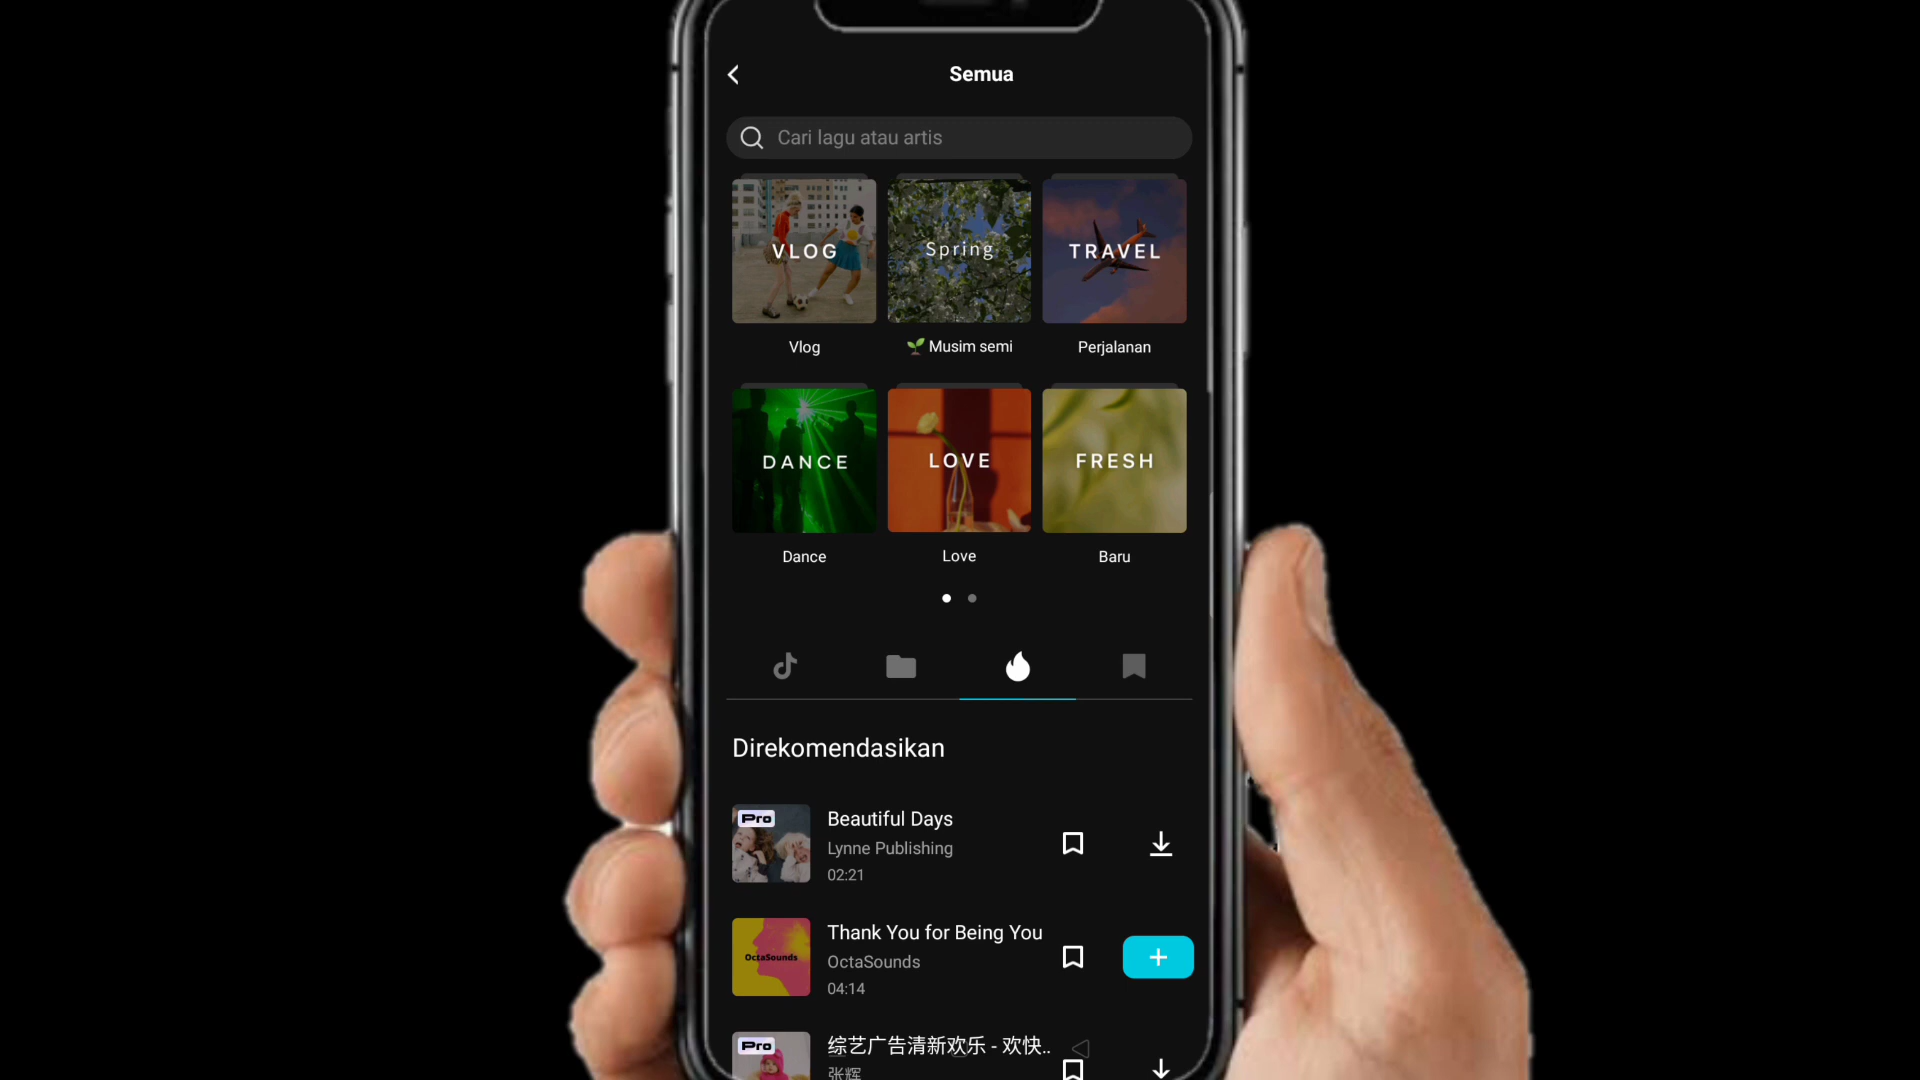 Semua
Cari lagu atau artis
VLOG
Spring
TRAVEL
Vlog
Musim semi
Perjalanan
DANCE
LOVE
FRESH
Dance
Love
Baru
Direkomendasikan
Pro
Beautiful Days
Lynne Publishing
02:21
OctaSounds
Thank You for Being You
OctaSounds
04:14
Pro
综艺广告清新欢乐 - 欢快..
张辉